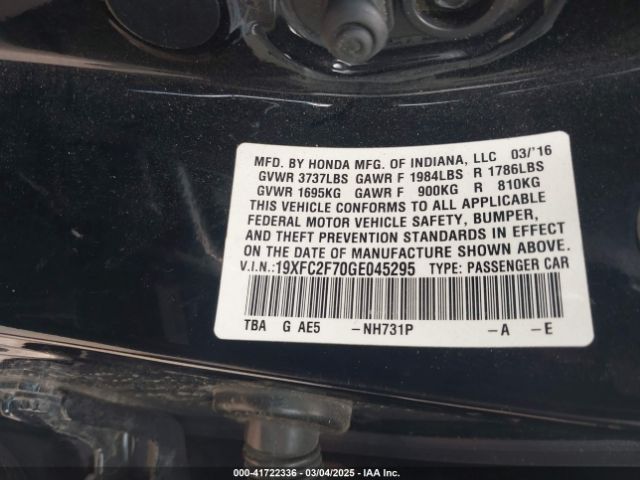 MFD. BY HONDA MFG. OF INDIANA, LLC 03/'16
GVWR 3737LBS GAWR F 1984LBS R 1786LBS
GVWR 1695KG GAWR F 900KG R 810KG
THIS VEHICLE CONFORMS TO ALL APPLICABLE
FEDERAL MOTOR VEHICLE SAFETY, BUMPER,
AND THEFT PREVENTION STANDARDS IN EFFECT
ON THE DATE OF MANUFACTURE SHOWN ABOVE.
V.I.N.:19XFC2F70GE045295 TYPE: PASSENGER CAR
TBA G AE5 -NH731P -A -E
000-41722336 - 03/04/2025 - IAA Inc.